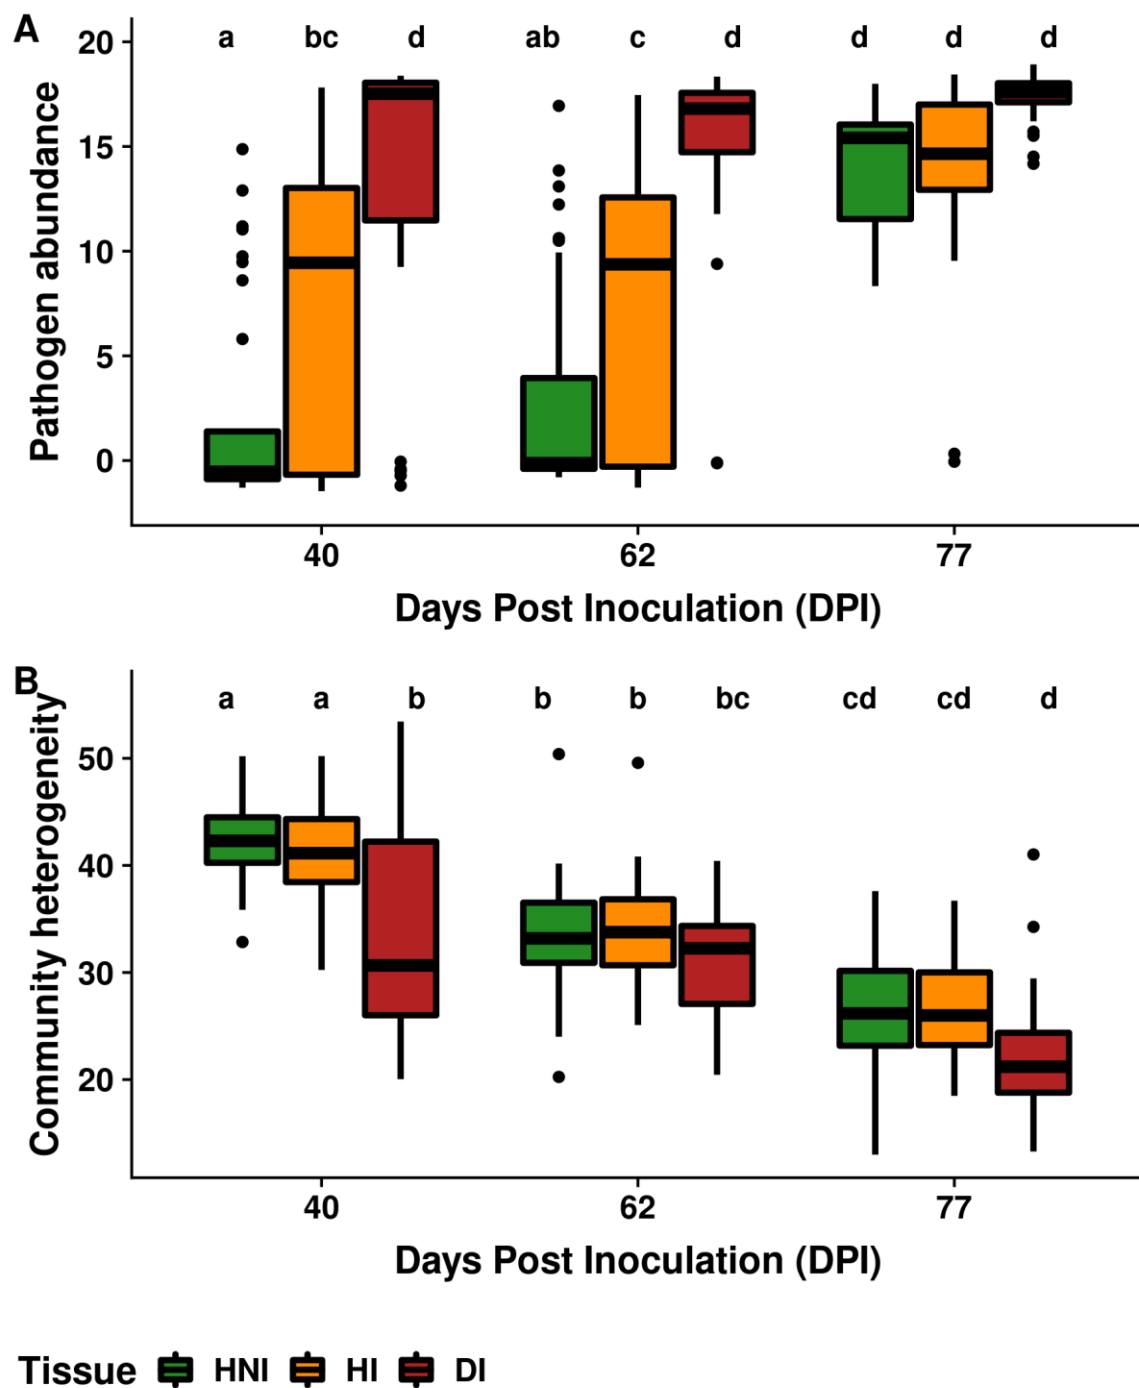 A
a bc d ab c d d d d
20
15
10
5
0
Pathogen abundance
40 62 77
Days Post Inoculation (DPI)
B
a a b b b bc cd cd d
50
40
30
20
Community heterogeneity
40 62 77
Days Post Inoculation (DPI)
Tissue HNI HI DI